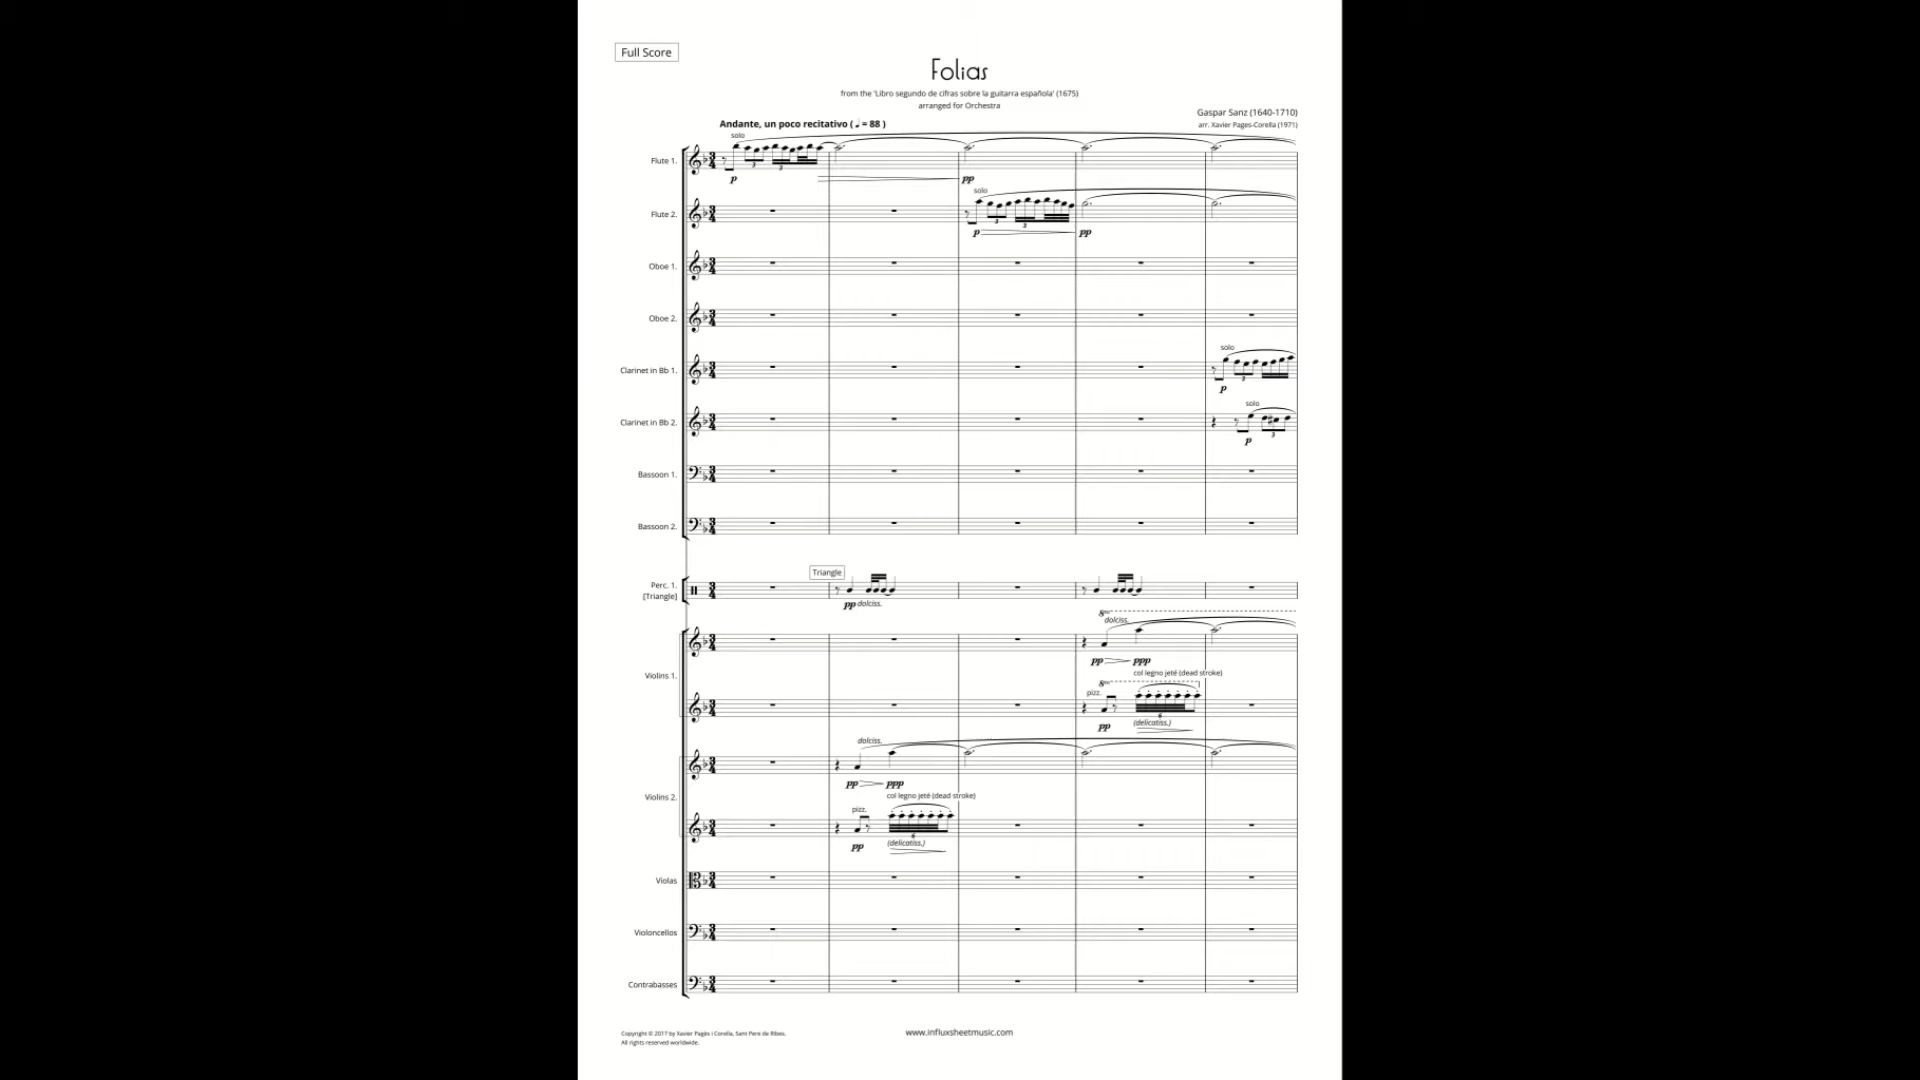 Full Score
Folias
from the 'Libro segundo de cifras sobre la guitarra española' (1675)
arranged for Orchestra
Gaspar Sanz (1640-1710)
arr. Xavier Pagès-Corella (1971)
Andante, un poco recitativo ( ♩ = 88 )
solo
Flute 1.
p
pp
solo
Flute 2.
p
pp
Oboe 1.
Oboe 2.
solo
Clarinet in Bb 1.
p
solo
Clarinet in Bb 2.
p
Bassoon 1.
Bassoon 2.
Triangle
Perc. 1.
[Triangle]
pp dolciss.
dolciss.
pp ppp
Violins 1.
col legno jeté (dead stroke)
pizz.
pp
(delicatiss.)
dolciss.
pp ppp
Violins 2.
col legno jeté (dead stroke)
pizz.
pp
(delicatiss.)
Violas
Violoncellos
Contrabasses
Copyright © 2017 by Xavier Pagès i Corella, Sant Pere de Ribes.
All rights reserved worldwide.
www.influxsheetmusic.com